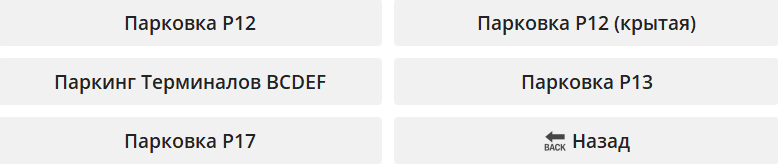 Парковка P12
Парковка P12 (крытая)
Паркинг Терминалов BCDEF
Парковка P13
Парковка P17
BACK Назад